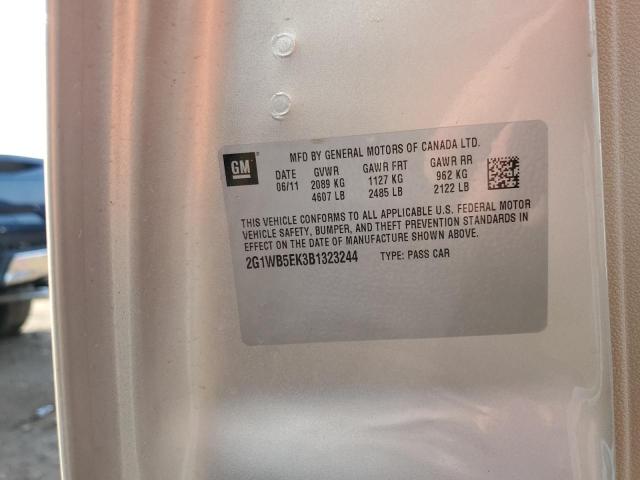 MFD BY GENERAL MOTORS OF CANADA LTD.
GM
DATE GVWR GAWR FRT GAWR RR
06/11 2089 KG 1127 KG 962 KG
4607 LB 2485 LB 2122 LB
THIS VEHICLE CONFORMS TO ALL APPLICABLE U.S. FEDERAL MOTOR
VEHICLE SAFETY, BUMPER, AND THEFT PREVENTION STANDARDS IN
EFFECT ON THE DATE OF MANUFACTURE SHOWN ABOVE.
2G1WB5EK3B1323244 TYPE: PASS CAR